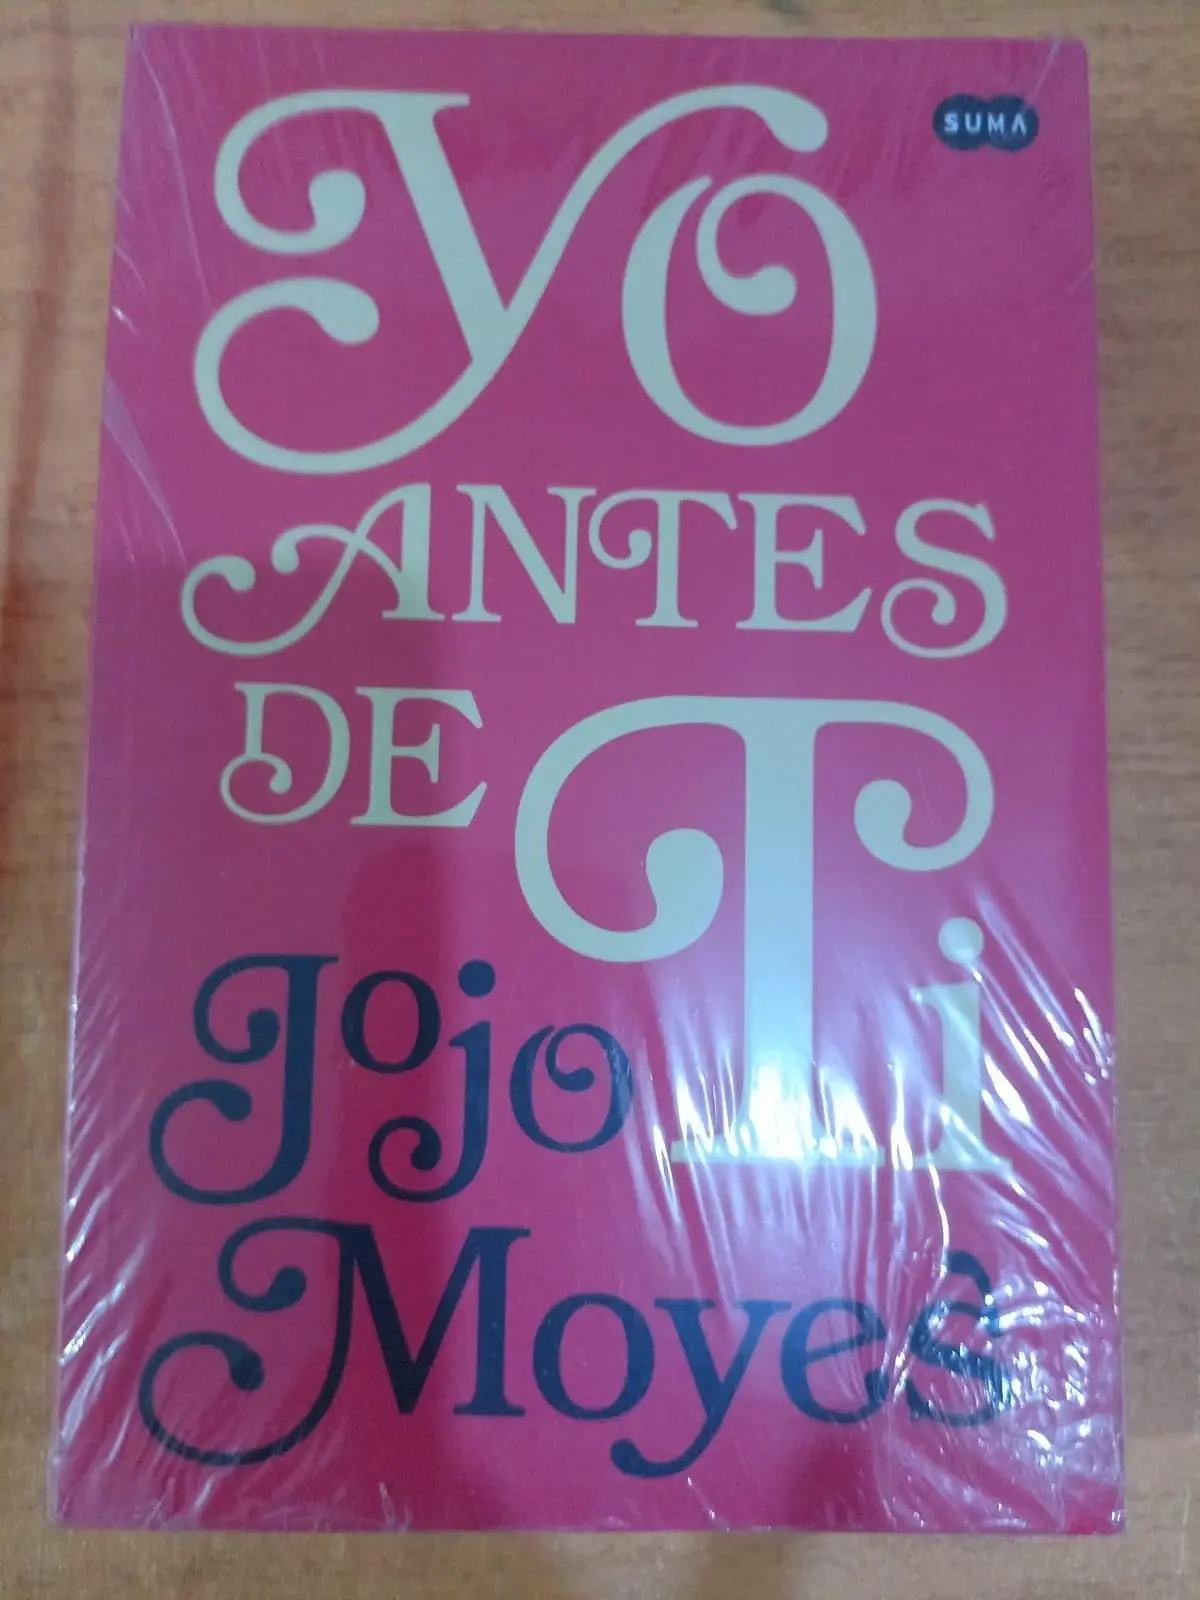 SUMA
Yo
ANTES
DE Ti
Jojo
Moyes